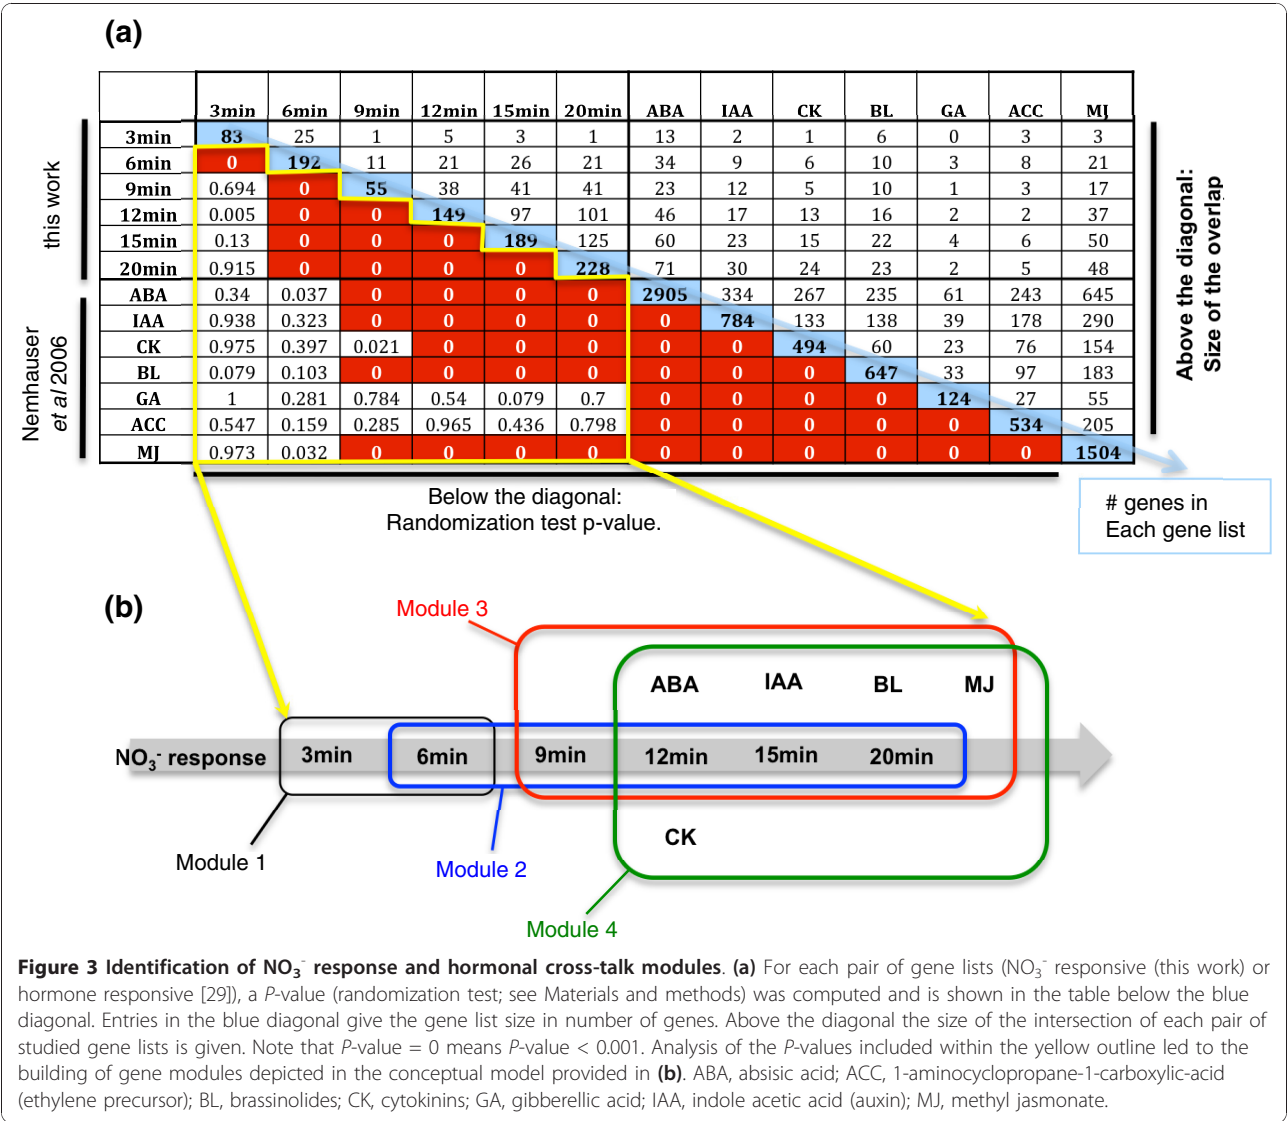 (a)
3min 6min 9min 12min 15min 20min ABA IAA CK BL GA ACC MJ
3min 83 25 1 5 3 1 13 2 1 6 0 3 3
6min 0 192 11 21 26 21 34 9 6 10 3 8 21
9min 0.694 0 55 38 41 41 23 12 5 10 1 3 17
12min 0.005 0 0 149 97 101 46 17 13 16 2 2 37
15min 0.13 0 0 0 189 125 60 23 15 22 4 6 50
20min 0.915 0 0 0 0 228 71 30 24 23 2 5 48
ABA 0.34 0.037 0 0 0 0 2905 334 267 235 61 243 645
IAA 0.938 0.323 0 0 0 0 0 784 133 138 39 178 290
CK 0.975 0.397 0.021 0 0 0 0 0 494 60 23 76 154
BL 0.079 0.103 0 0 0 0 0 0 0 647 33 97 183
GA 1 0.281 0.784 0.54 0.079 0.7 0 0 0 0 124 27 55
ACC 0.547 0.159 0.285 0.965 0.436 0.798 0 0 0 0 0 534 205
MJ 0.973 0.032 0 0 0 0 0 0 0 0 0 0 1504
this work
Nemhauser
et al 2006
Above the diagonal:
Size of the overlap
Below the diagonal:
Randomization test p-value.
# genes in
Each gene list
(b)
Module 3
ABA IAA BL MJ
NO3- response 3min 6min 9min 12min 15min 20min
CK
Module 1
Module 2
Module 4
Figure 3 Identification of NO3- response and hormonal cross-talk modules. (a) For each pair of gene lists (NO3- responsive (this work) or
hormone responsive [29]), a P-value (randomization test; see Materials and methods) was computed and is shown in the table below the blue
diagonal. Entries in the blue diagonal give the gene list size in number of genes. Above the diagonal the size of the intersection of each pair of
studied gene lists is given. Note that P-value = 0 means P-value < 0.001. Analysis of the P-values included within the yellow outline led to the
building of gene modules depicted in the conceptual model provided in (b). ABA, absisic acid; ACC, 1-aminocyclopropane-1-carboxylic-acid
(ethylene precursor); BL, brassinolides; CK, cytokinins; GA, gibberellic acid; IAA, indole acetic acid (auxin); MJ, methyl jasmonate.